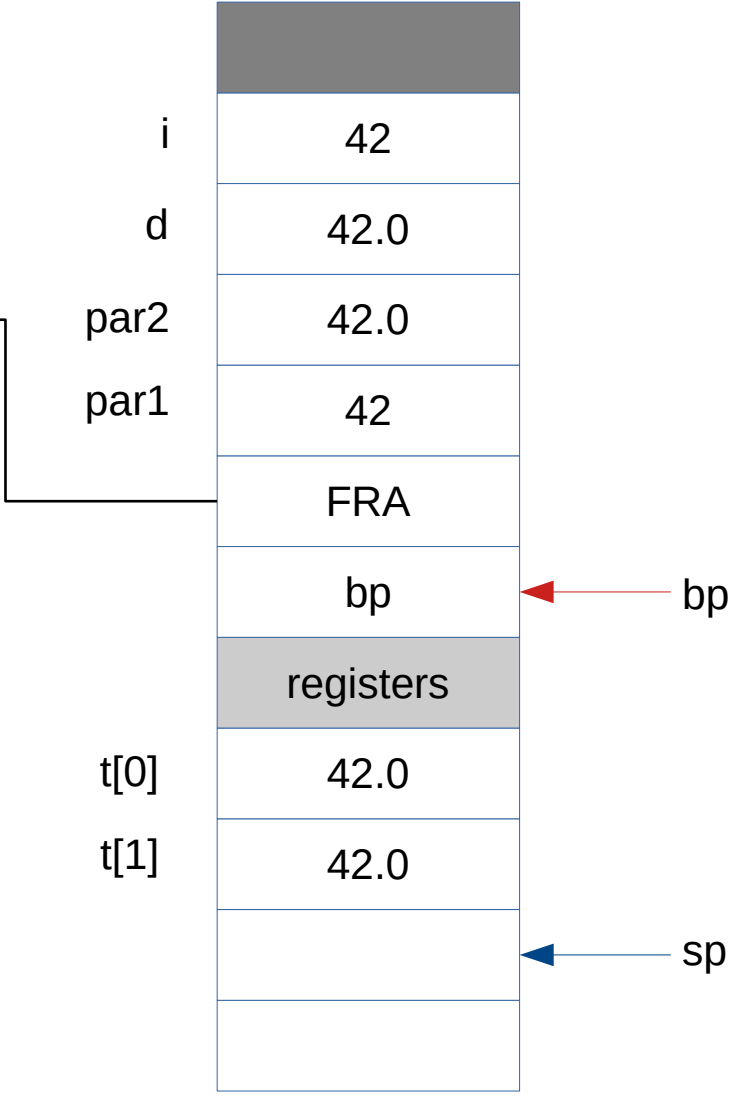 i 42
d 42.0
par2 42.0
par1 42
FRA
bp bp
registers
t[0] 42.0
t[1] 42.0
sp